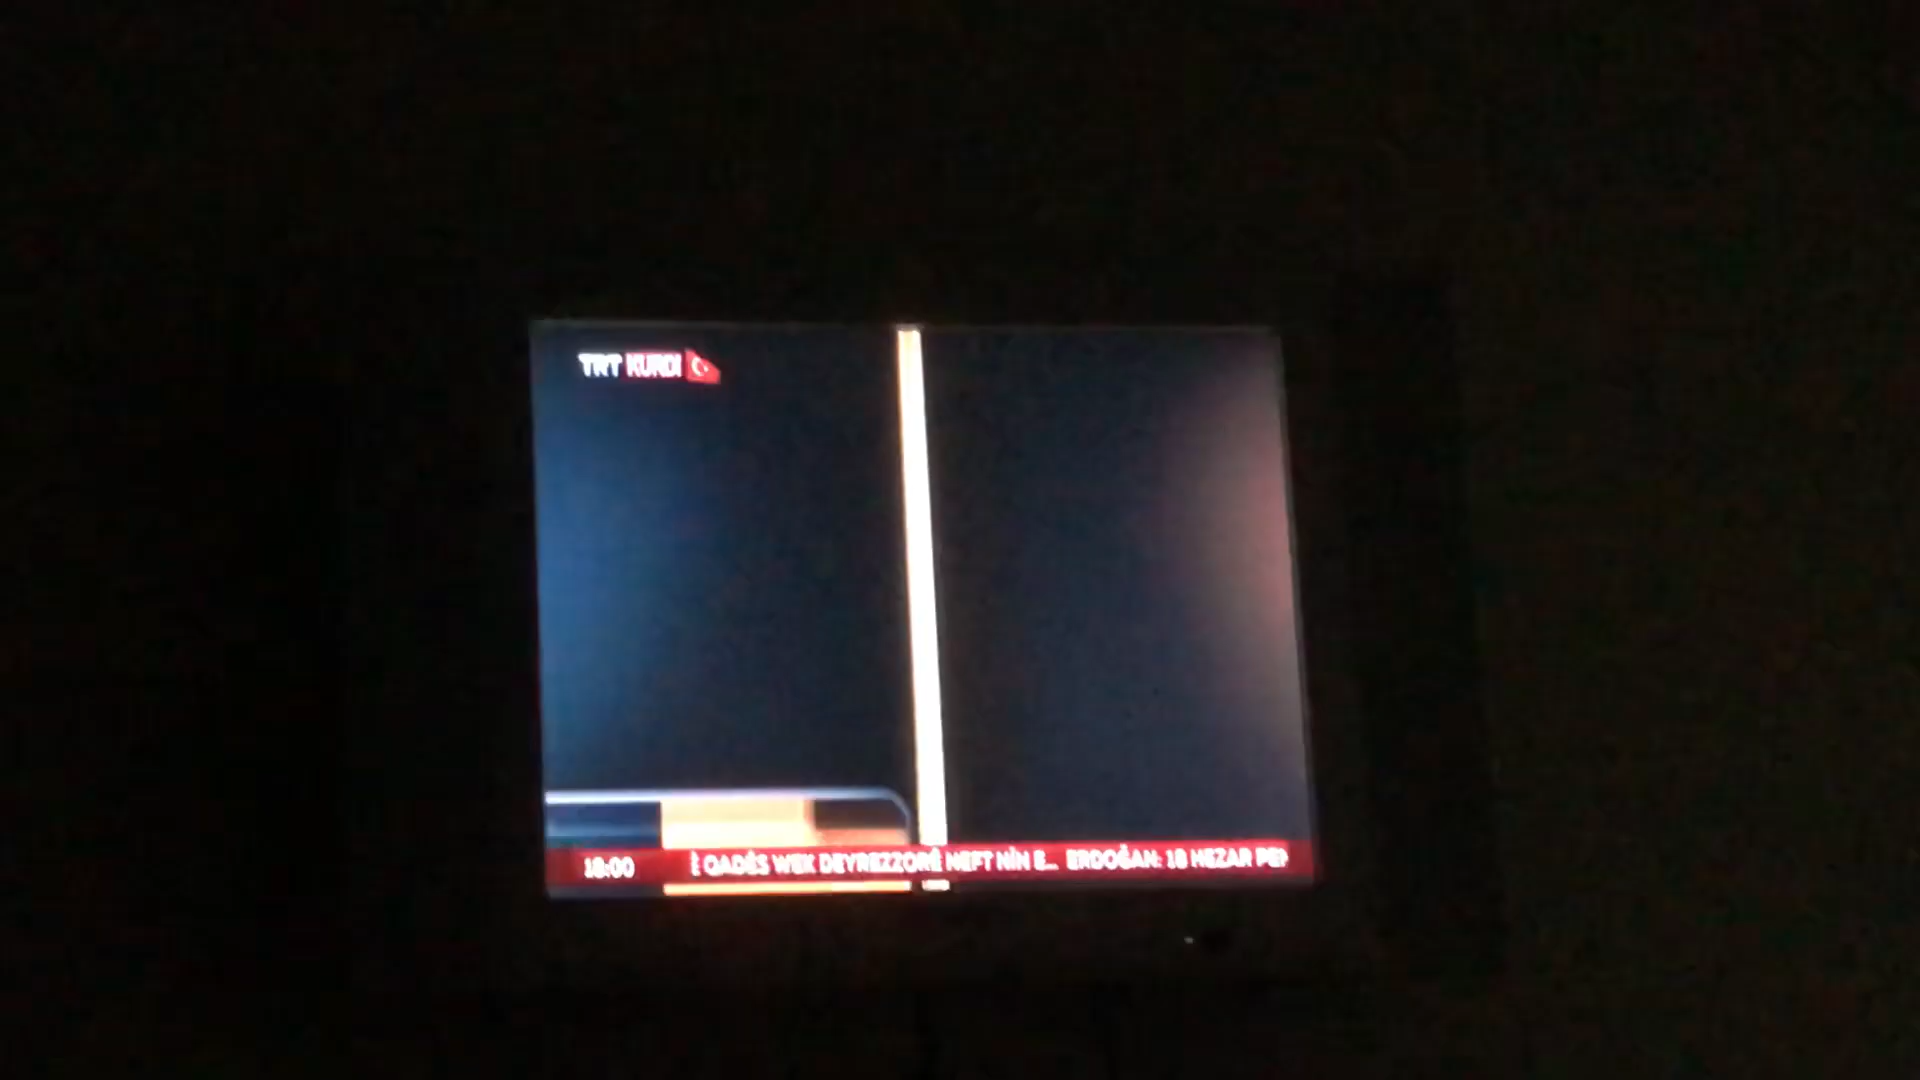 TRT KURDî
18:00 QADÊS WEK DEYREZZORÊ NEFT NÎN E... ERDOĞAN: 18 HEZAR